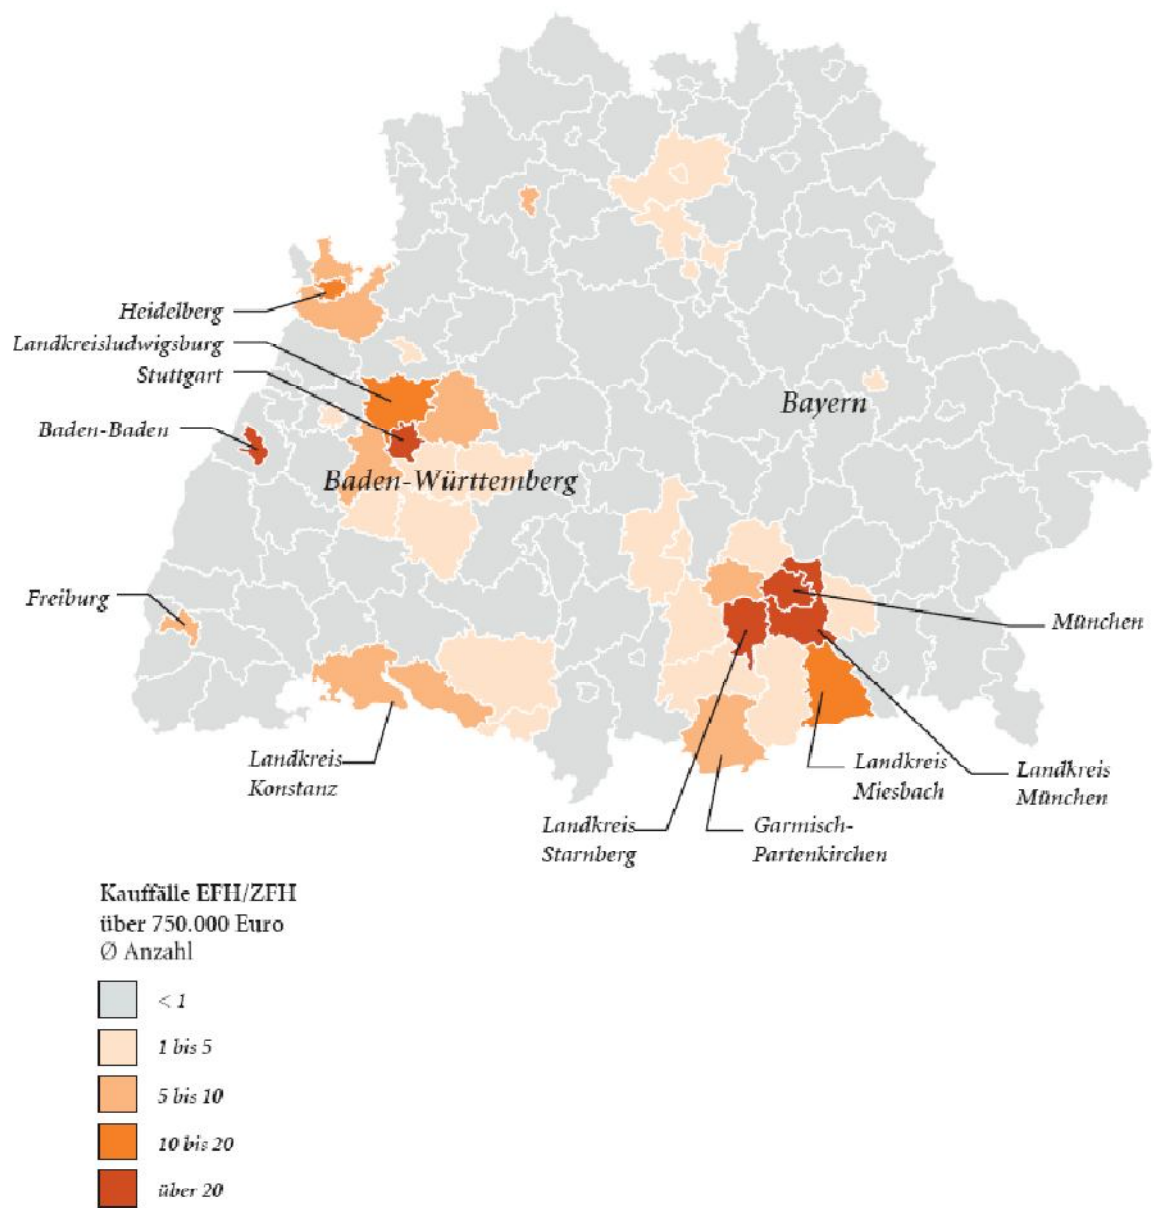 Heidelberg
Landkreisludwigsburg
Stuttgart
Baden-Baden
Bayern
Baden-Württemberg
Freiburg
München
Landkreis
Konstanz
Landkreis
Miesbach
Landkreis
München
Landkreis
Starnberg
Garmisch-
Partenkirchen
Kauffälle EFH/ZFH
über 750.000 Euro
Ø Anzahl
< 1
1 bis 5
5 bis 10
10 bis 20
über 20